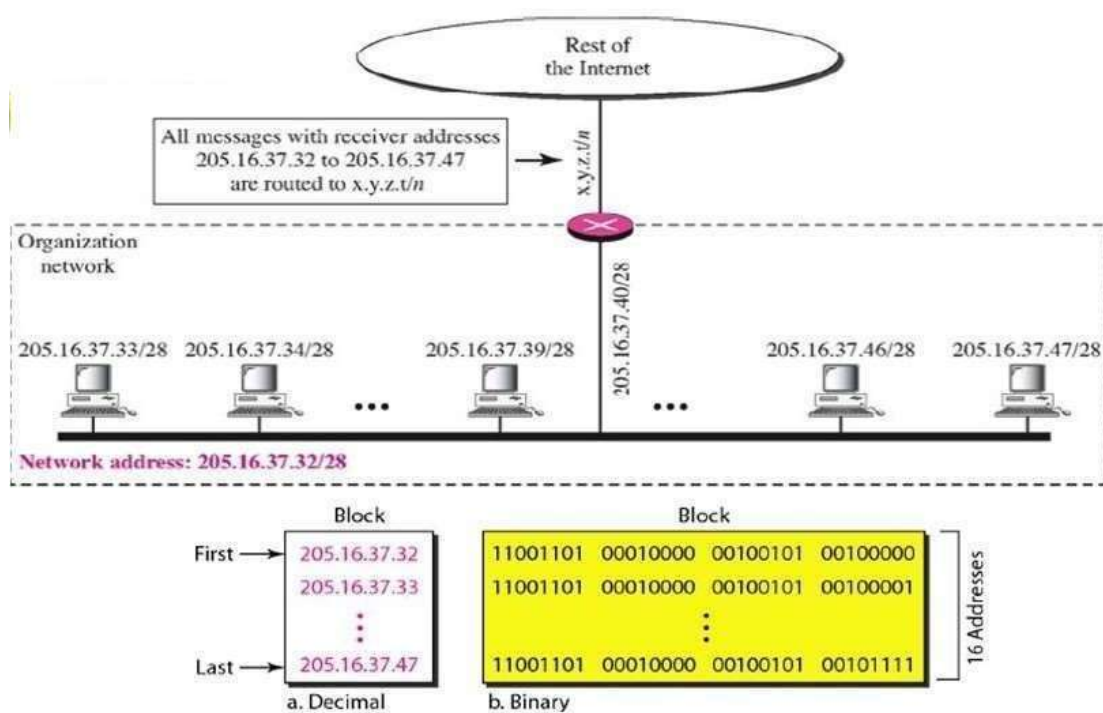 Rest of
the Internet
All messages with receiver addresses
205.16.37.32 to 205.16.37.47
are routed to x.y.z.t/n
x.y.z.t/n
Organization
network
205.16.37.40/28
205.16.37.33/28
205.16.37.34/28
205.16.37.39/28
205.16.37.46/28
205.16.37.47/28
Network address: 205.16.37.32/28
Block
First
205.16.37.32
205.16.37.33
Last
205.16.37.47
a. Decimal
Block
11001101 00010000 00100101 00100000
11001101 00010000 00100101 00100001
11001101 00010000 00100101 00101111
b. Binary
16 Addresses